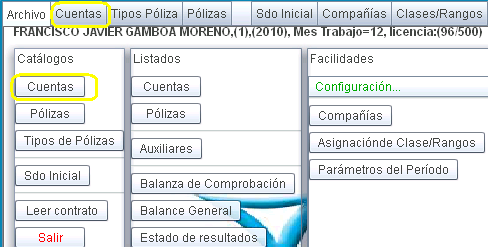 Archivo Cuentas Tipos Póliza Pólizas Sdo Inicial Compañías Clases/Rangos
FRANCISCO JAVIER GAMBOA MORENO,(1),(2010), Mes Trabajo=12, licencia:(96/500)
Catálogos
Cuentas
Pólizas
Tipos de Pólizas
Sdo Inicial
Leer contrato
Salir
Listados
Cuentas
Pólizas
Auxiliares
Balanza de Comprobación
Balance General
Estado de resultados
Facilidades
Configuración...
Compañías
Asignaciónde Clase/Rangos
Parámetros del Período